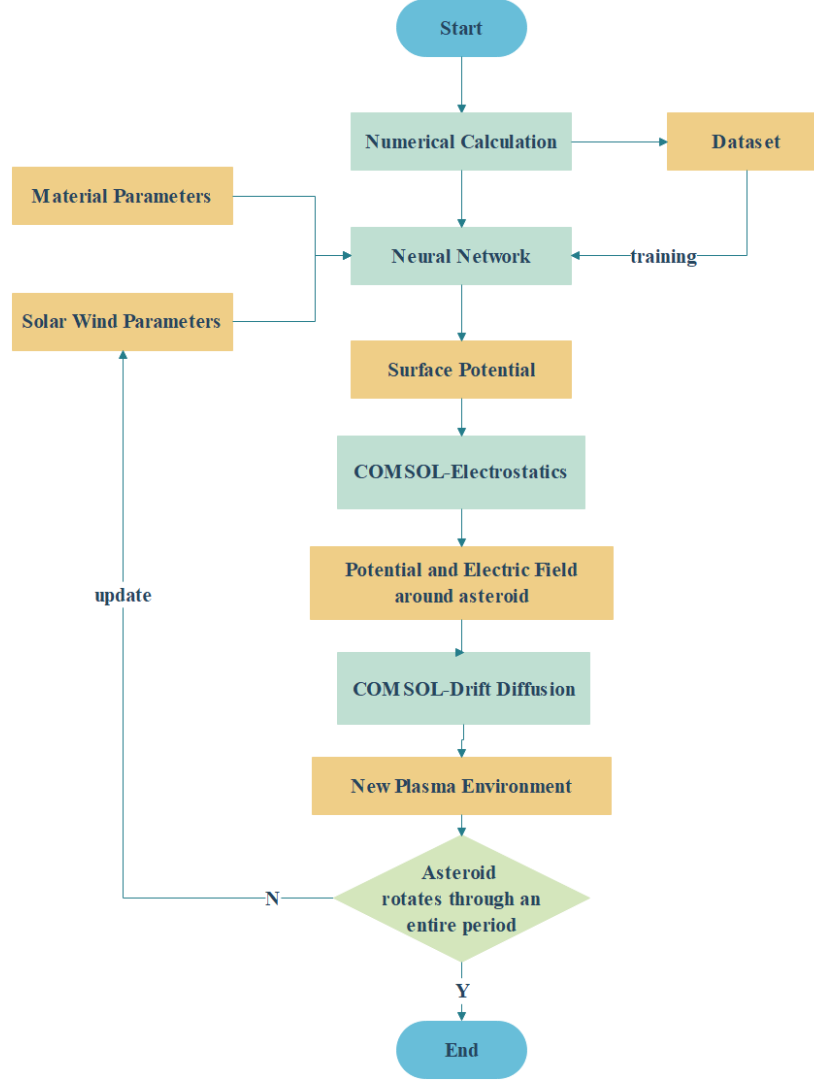 Start
Numerical Calculation
Dataset
Material Parameters
Neural Network
training
Solar Wind Parameters
Surface Potential
COMSOL-Electrostatics
Potential and Electric Field
around asteroid
update
COMSOL-Drift Diffusion
New Plasma Environment
Asteroid
rotates through an
entire period
N
Y
End